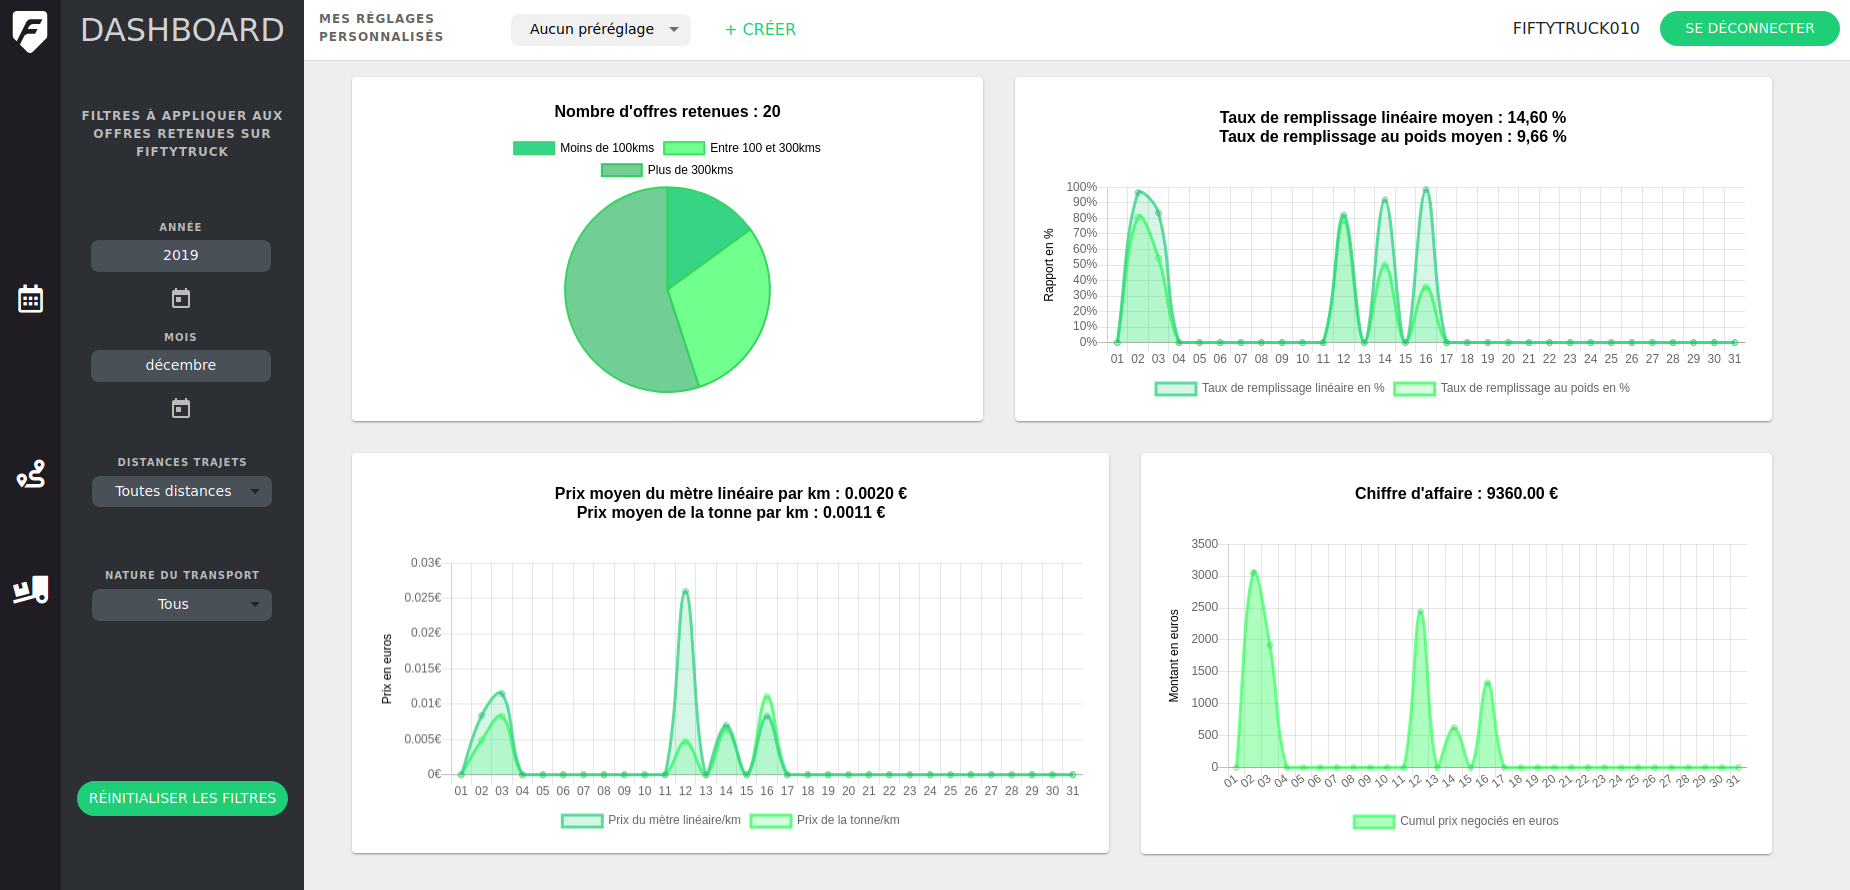 DASHBOARD
FILTRES À APPLIQUER AUX
OFFRES RETENUES SUR
FIFTYTRUCK
ANNÉE
2019
MOIS
décembre
DISTANCES TRAJETS
Toutes distances
NATURE DU TRANSPORT
Tous
RÉINITIALISER LES FILTRES
MES RÉGLAGES
PERSONNALISÉS
Aucun préréglage
+ CRÉER
FIFTYTRUCK010
SE DÉCONNECTER
Nombre d'offres retenues : 20
Moins de 100kms
Entre 100 et 300kms
Plus de 300kms
Taux de remplissage linéaire moyen : 14,60 %
Taux de remplissage au poids moyen : 9,66 %
Rapport en %
100%
90%
80%
70%
60%
50%
40%
30%
20%
10%
0%
01 02 03 04 05 06 07 08 09 10 11 12 13 14 15 16 17 18 19 20 21 22 23 24 25 26 27 28 29 30 31
Taux de remplissage linéaire en %
Taux de remplissage au poids en %
Prix moyen du mètre linéaire par km : 0.0020 €
Prix moyen de la tonne par km : 0.0011 €
Prix en euros
0.03€
0.025€
0.02€
0.015€
0.01€
0.005€
0€
01 02 03 04 05 06 07 08 09 10 11 12 13 14 15 16 17 18 19 20 21 22 23 24 25 26 27 28 29 30 31
Prix du mètre linéaire/km
Prix de la tonne/km
Chiffre d'affaire : 9360.00 €
Montant en euros
3500
3000
2500
2000
1500
1000
500
0
01 02 03 04 05 06 07 08 09 10 11 12 13 14 15 16 17 18 19 20 21 22 23 24 25 26 27 28 29 30 31
Cumul prix negociés en euros